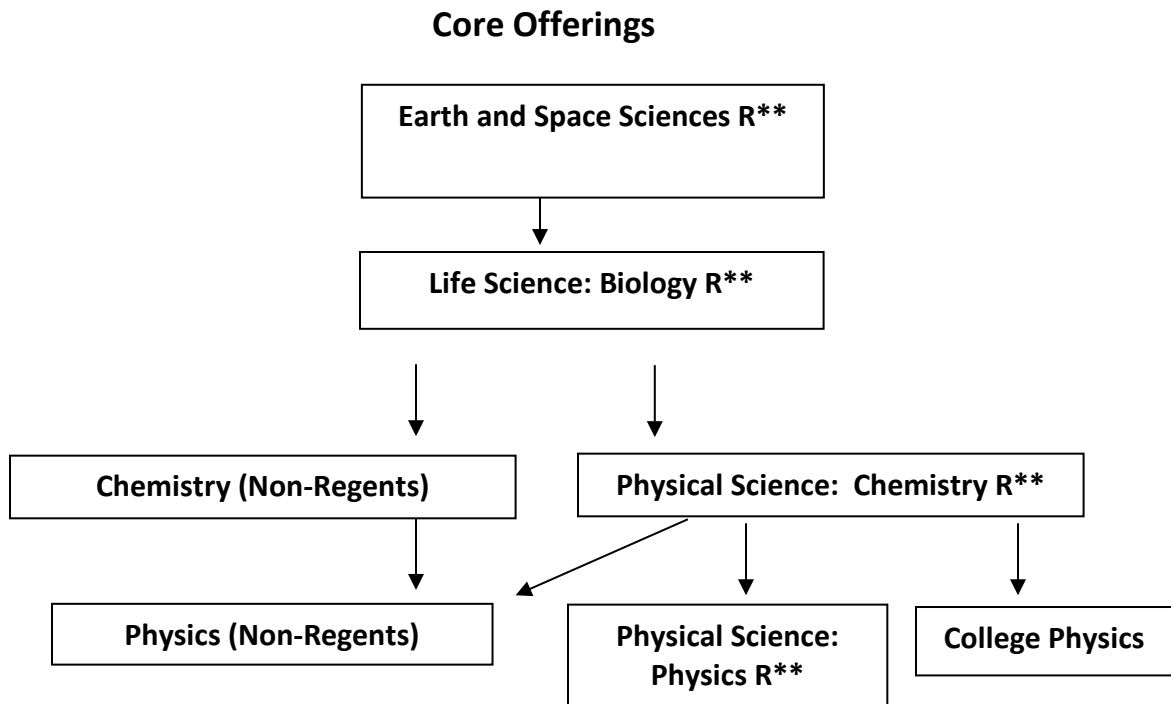 Core Offerings
Earth and Space Sciences R**
Life Science: Biology R**
Chemistry (Non-Regents)
Physical Science:  Chemistry R**
Physics (Non-Regents)
Physical Science:
Physics R**
College Physics